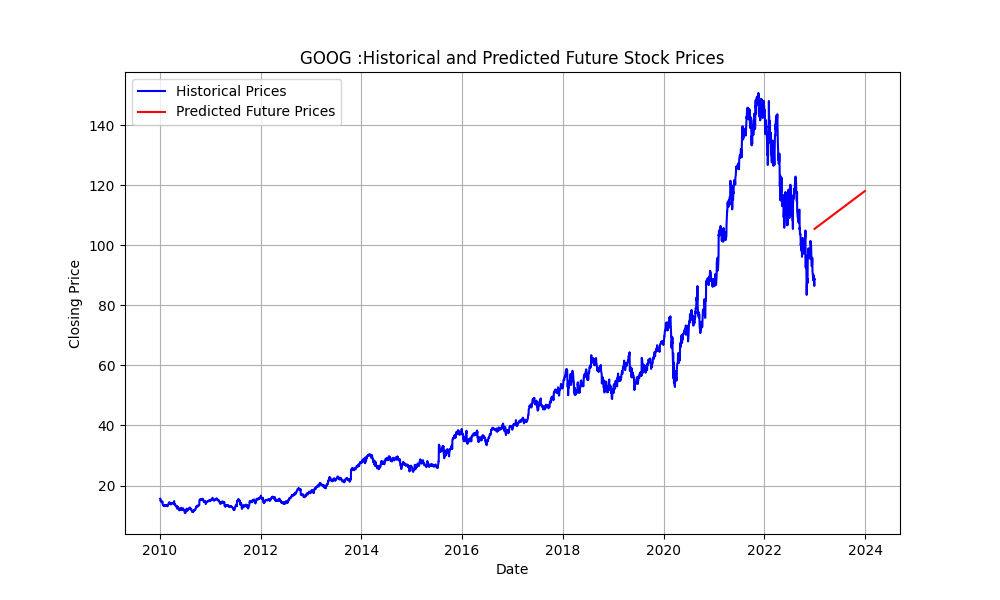 GOOG :Historical and Predicted Future Stock Prices
Historical Prices
Predicted Future Prices
Closing Price
140
120
100
80
60
40
20
2010 2012 2014 2016 2018 2020 2022 2024
Date